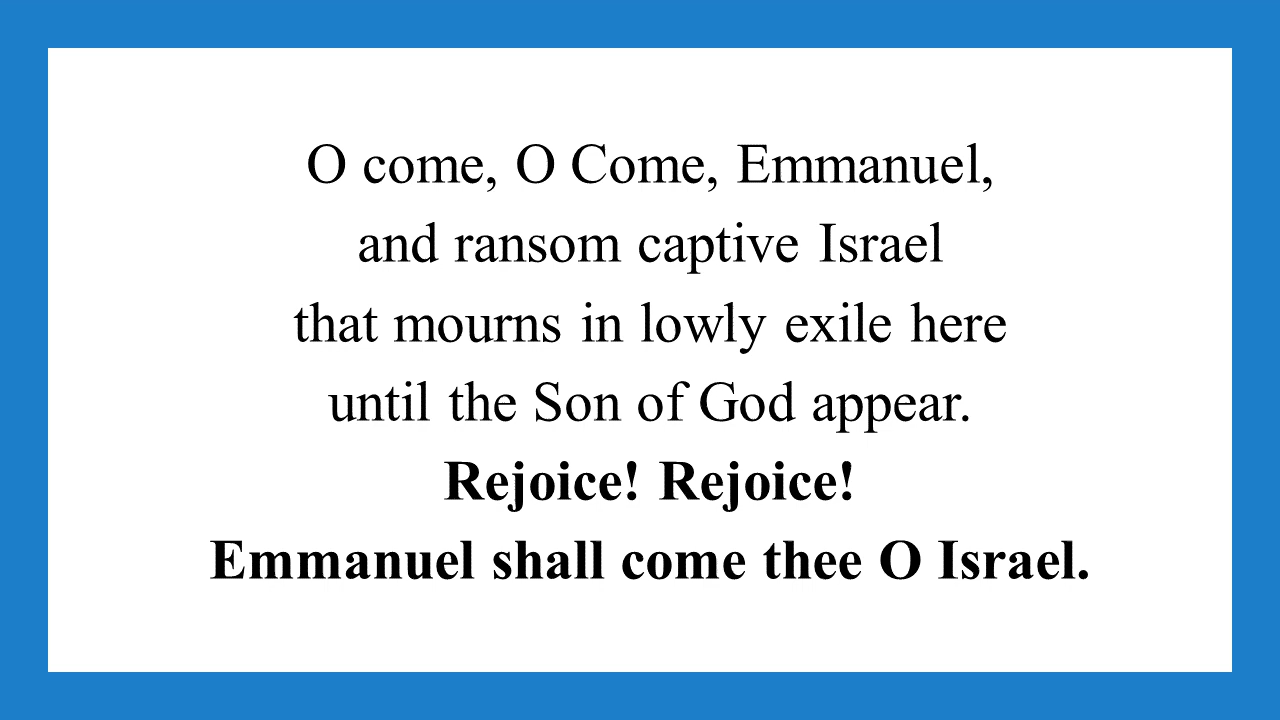 O come, O Come, Emmanuel,
and ransom captive Israel
that mourns in lowly exile here
until the Son of God appear.
Rejoice! Rejoice!
Emmanuel shall come thee O Israel.